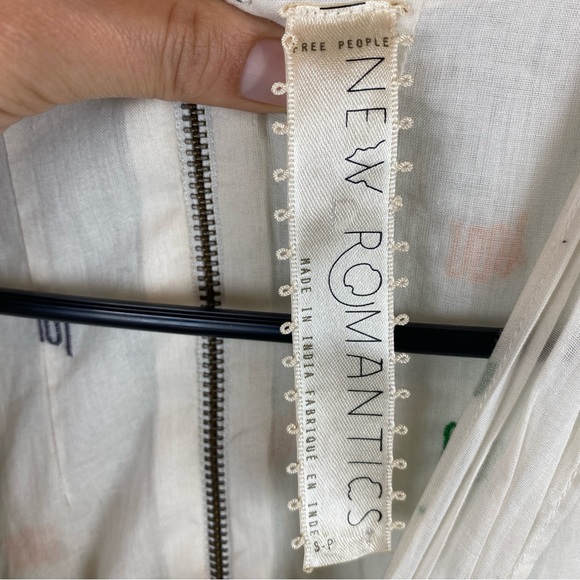 FREE PEOPLE
NEW ROMANTICS
MADE IN INDIA FABRIQUE EN INDE